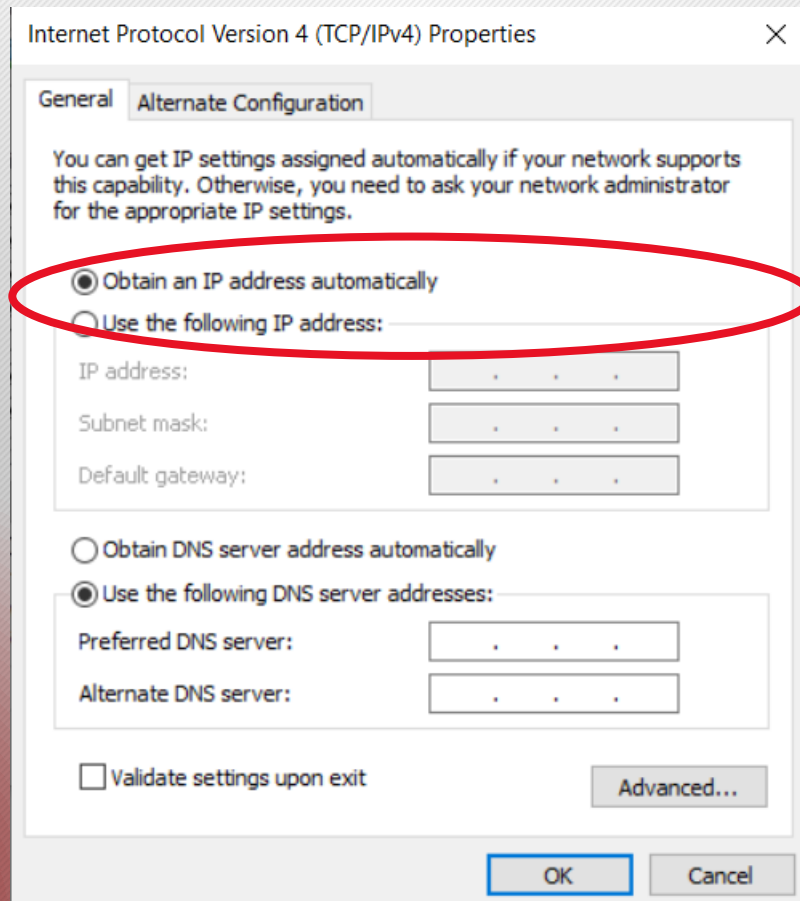 Internet Protocol Version 4 (TCP/IPv4) Properties
General
Alternate Configuration
You can get IP settings assigned automatically if your network supports
this capability. Otherwise, you need to ask your network administrator
for the appropriate IP settings.
Obtain an IP address automatically
Use the following IP address:
IP address:
Subnet mask:
Default gateway:
Obtain DNS server address automatically
Use the following DNS server addresses:
Preferred DNS server:
Alternate DNS server:
Validate settings upon exit
Advanced...
OK
Cancel